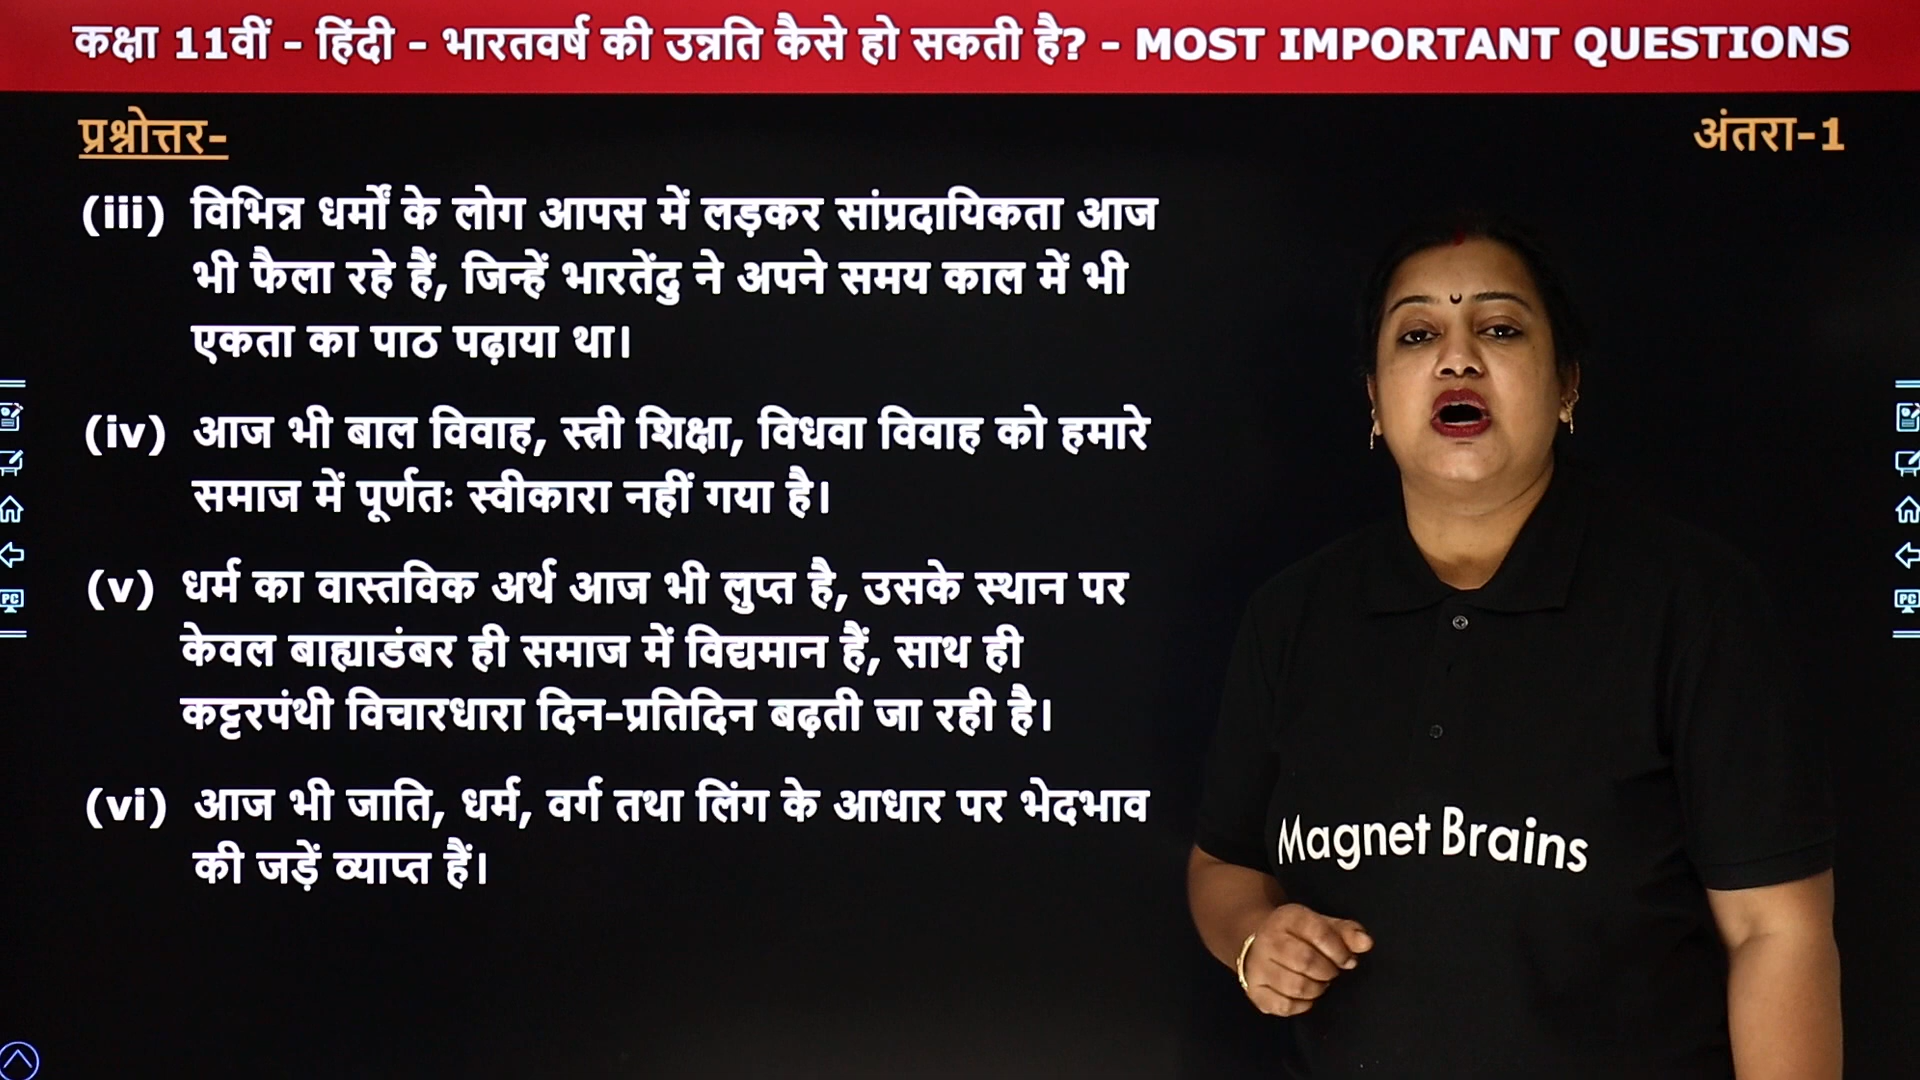 कक्षा 11वीं - हिंदी - भारतवर्ष की उन्नति कैसे हो सकती है? - MOST IMPORTANT QUESTIONS
प्रश्नोत्तर-
अंतरा-1
(iii) विभिन्न धर्मों के लोग आपस में लड़कर सांप्रदायिकता आज
भी फैला रहे हैं, जिन्हें भारतेंदु ने अपने समय काल में भी
एकता का पाठ पढ़ाया था।
(iv) आज भी बाल विवाह, स्त्री शिक्षा, विधवा विवाह को हमारे
समाज में पूर्णतः स्वीकारा नहीं गया है।
(v) धर्म का वास्तविक अर्थ आज भी लुप्त है, उसके स्थान पर
केवल बाह्याडंबर ही समाज में विद्यमान हैं, साथ ही
कट्टरपंथी विचारधारा दिन-प्रतिदिन बढ़ती जा रही है।
(vi) आज भी जाति, धर्म, वर्ग तथा लिंग के आधार पर भेदभाव
की जड़ें व्याप्त हैं।
Magnet Brains
PC
PC